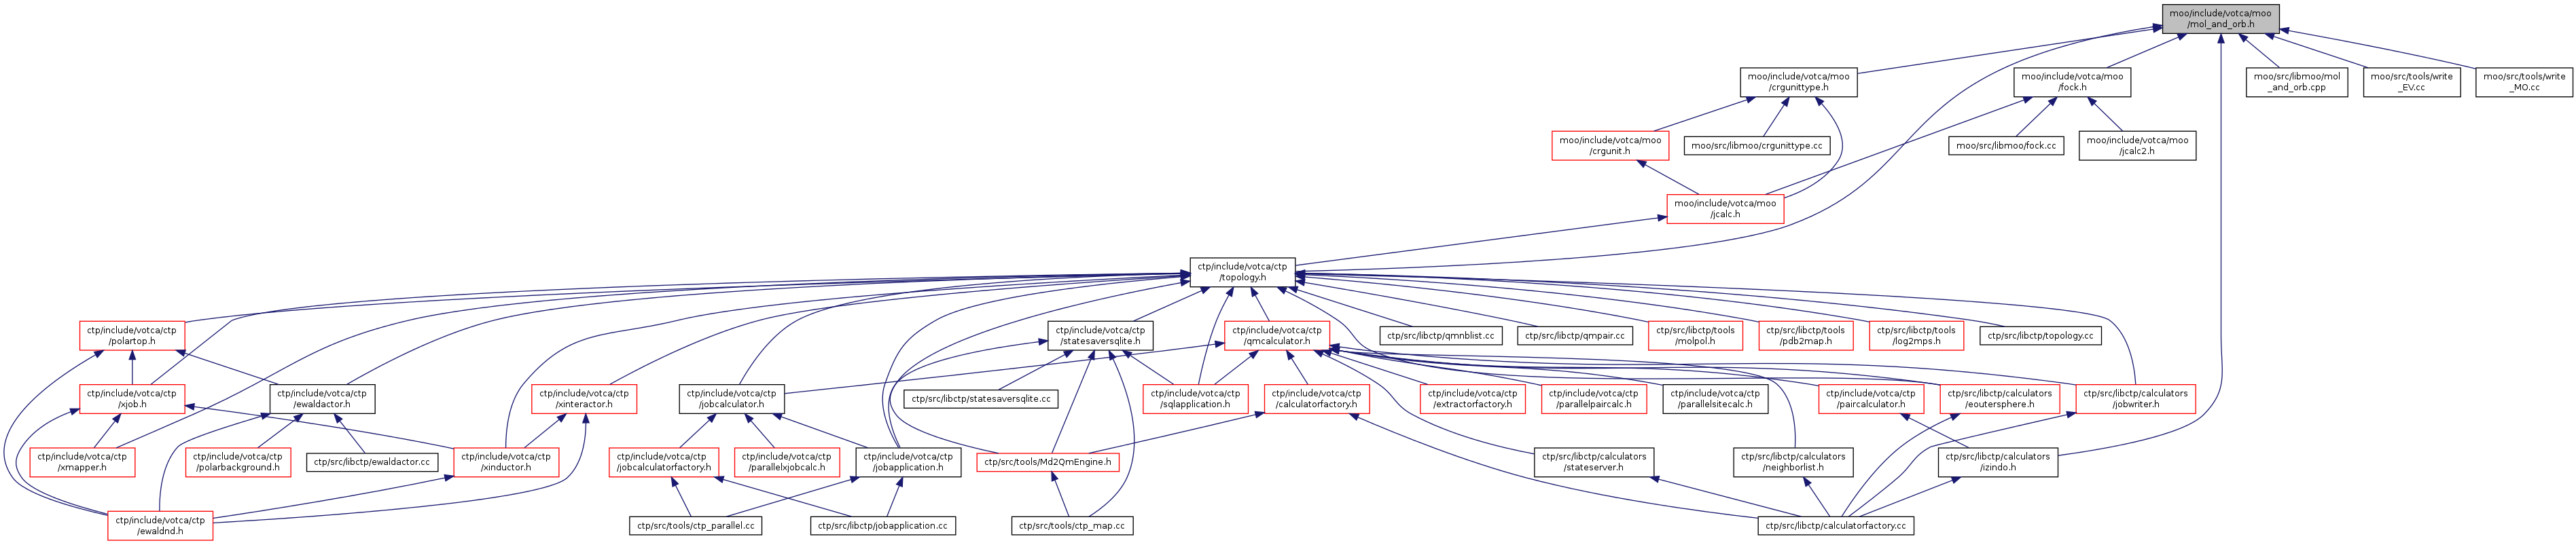 moo/include/votca/moo
/mol_and_orb.h
moo/include/votca/moo
/crgunittype.h
moo/include/votca/moo
/fock.h
moo/src/libmoo/mol
_and_orb.cpp
moo/src/tools/write
_EV.cc
moo/src/tools/write
_MO.cc
moo/include/votca/moo
/crgunit.h
moo/src/libmoo/crgunittype.cc
moo/src/libmoo/fock.cc
moo/include/votca/moo
/jcalc2.h
moo/include/votca/moo
/jcalc.h
ctp/include/votca/ctp
/topology.h
ctp/include/votca/ctp
/polartop.h
ctp/include/votca/ctp
/statesaversqlite.h
ctp/include/votca/ctp
/qmcalculator.h
ctp/src/libctp/qmnblist.cc
ctp/src/libctp/qmpair.cc
ctp/src/libctp/tools
/molpol.h
ctp/src/libctp/tools
/pdb2map.h
ctp/src/libctp/tools
/log2mps.h
ctp/src/libctp/topology.cc
ctp/include/votca/ctp
/xjob.h
ctp/include/votca/ctp
/ewaldactor.h
ctp/include/votca/ctp
/xinteractor.h
ctp/include/votca/ctp
/jobcalculator.h
ctp/src/libctp/statesaversqlite.cc
ctp/include/votca/ctp
/sqlapplication.h
ctp/include/votca/ctp
/calculatorfactory.h
ctp/include/votca/ctp
/extractorfactory.h
ctp/include/votca/ctp
/parallelpaircalc.h
ctp/include/votca/ctp
/parallelsitecalc.h
ctp/include/votca/ctp
/paircalculator.h
ctp/src/libctp/calculators
/eoutersphere.h
ctp/src/libctp/calculators
/jobwriter.h
ctp/include/votca/ctp
/xmapper.h
ctp/include/votca/ctp
/polarbackground.h
ctp/src/libctp/ewaldactor.cc
ctp/include/votca/ctp
/xinductor.h
ctp/include/votca/ctp
/jobcalculatorfactory.h
ctp/include/votca/ctp
/parallelxjobcalc.h
ctp/include/votca/ctp
/jobapplication.h
ctp/src/tools/Md2QmEngine.h
ctp/src/libctp/calculators
/stateserver.h
ctp/src/libctp/calculators
/neighborlist.h
ctp/src/libctp/calculators
/izindo.h
ctp/include/votca/ctp
/ewaldnd.h
ctp/src/tools/ctp_parallel.cc
ctp/src/libctp/jobapplication.cc
ctp/src/tools/ctp_map.cc
ctp/src/libctp/calculatorfactory.cc